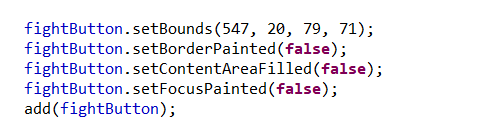 fightButton.setBounds(547, 20, 79, 71);
fightButton.setBorderPainted(false);
fightButton.setContentAreaFilled(false);
fightButton.setFocusPainted(false);
add(fightButton);